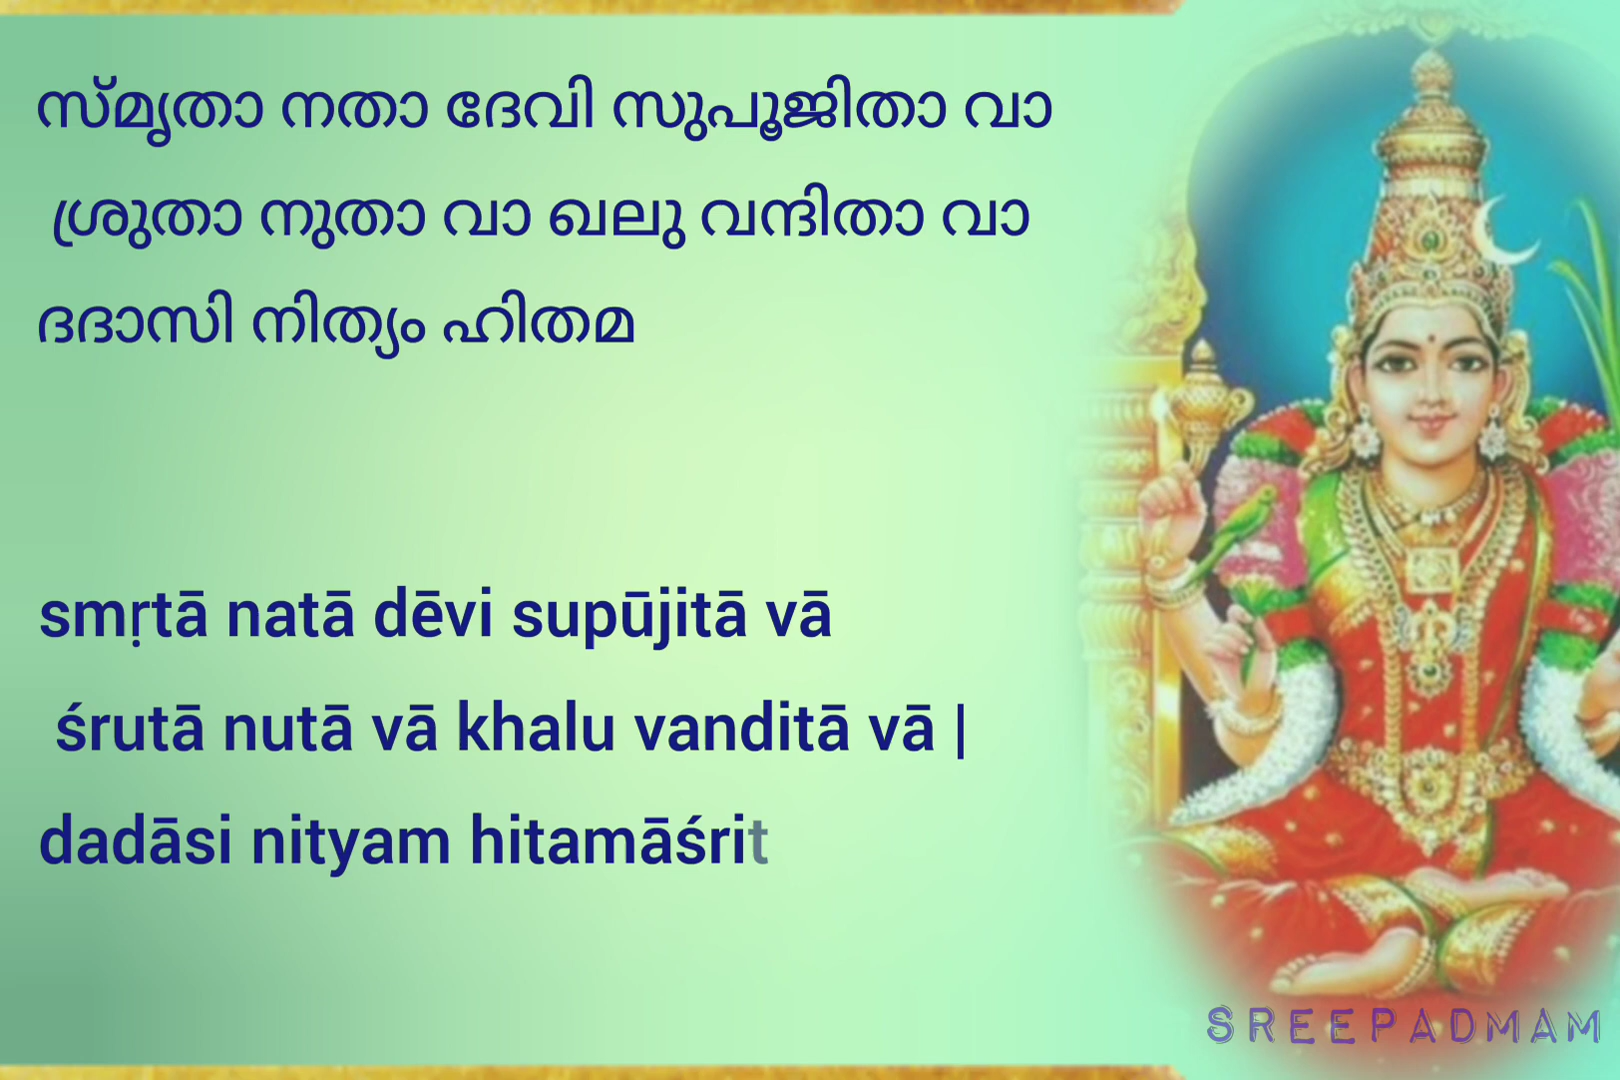 സ്മൃതാ നതാ ദേവി സുപൂജിതാ വാ
ശ്രുതാ നുതാ വാ ഖലു വന്ദിതാ വാ
ദദാസി നിത്യം ഹിതമ
smṛtā natā dēvi supūjitā vā
śrutā nutā vā khalu vanditā vā |
dadāsi nityam hitamāśrit
SREEPADMAM